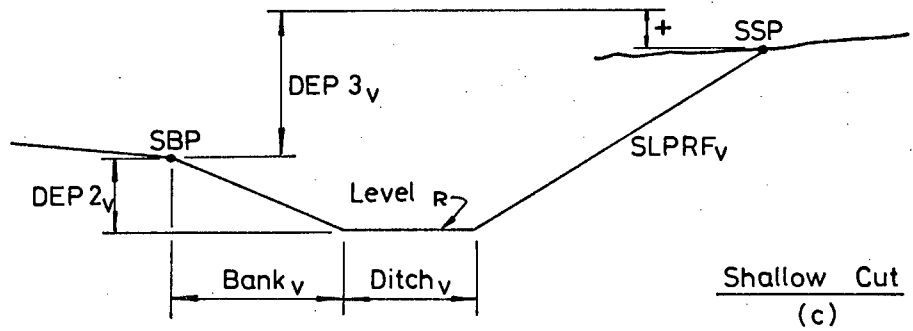 +
SSP
DEP 3v
SBP
SLPRFv
DEP 2v
Level R
Bankv
Ditchv
Shallow Cut
(c)